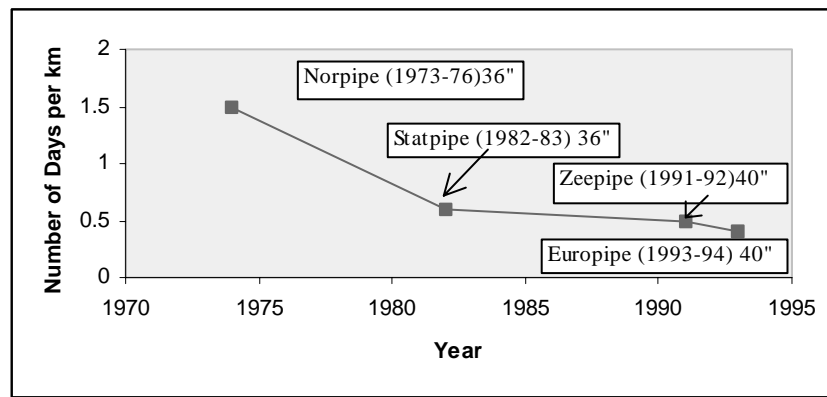 Number of Days per km
2
1.5
1
0.5
0
Norpipe (1973-76)36"
Statpipe (1982-83) 36"
Zeepipe (1991-92)40"
Europipe (1993-94) 40"
1970 1975 1980 1985 1990 1995
Year